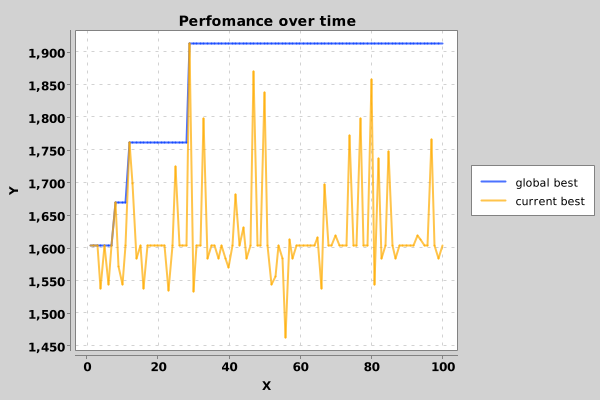 Perfomance over time
Y
1,900
1,850
1,800
1,750
1,700
1,650
1,600
1,550
1,500
1,450
0 20 40 60 80 100
X
global best
current best